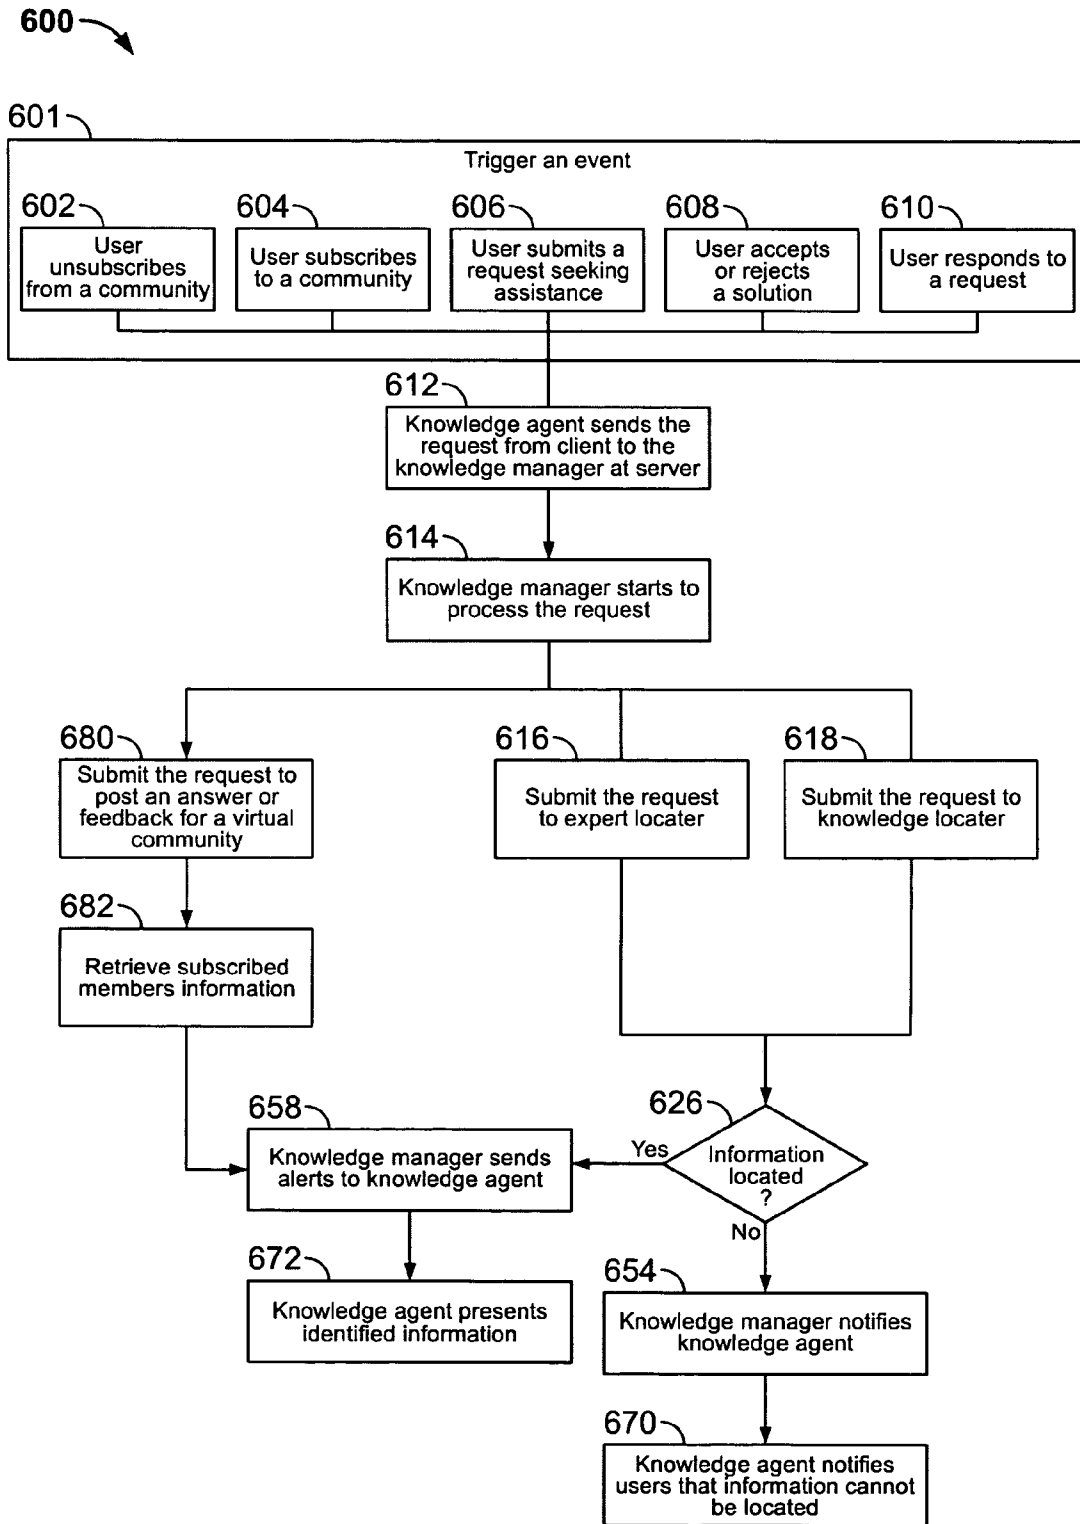 600
601
Trigger an event
602
User
unsubscribes
from a community
604
User subscribes
to a community
606
User submits a
request seeking
assistance
608
User accepts
or rejects
a solution
610
User responds to
a request
612
Knowledge agent sends the
request from client to the
knowledge manager at server
614
Knowledge manager starts to
process the request
680
Submit the request to
post an answer or
feedback for a virtual
community
616
Submit the request
to expert locater
618
Submit the request to
knowledge locater
682
Retrieve subscribed
members information
626
Information
located
?
Yes
No
658
Knowledge manager sends
alerts to knowledge agent
672
Knowledge agent presents
identified information
654
Knowledge manager notifies
knowledge agent
670
Knowledge agent notifies
users that information cannot
be located